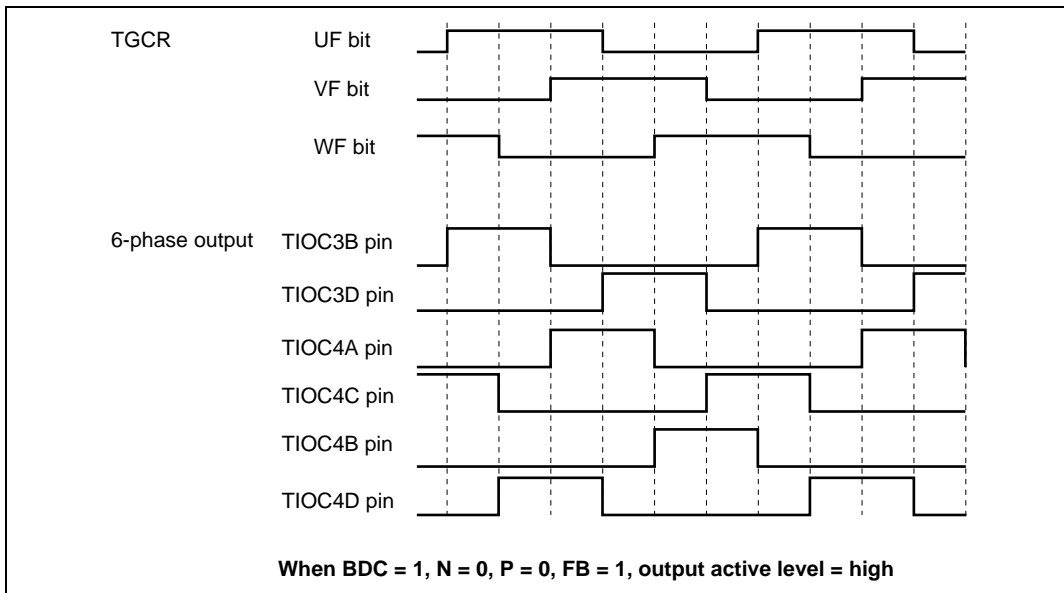 TGCR UF bit
VF bit
WF bit
6-phase output TIOC3B pin
TIOC3D pin
TIOC4A pin
TIOC4C pin
TIOC4B pin
TIOC4D pin
When BDC = 1, N = 0, P = 0, FB = 1, output active level = high